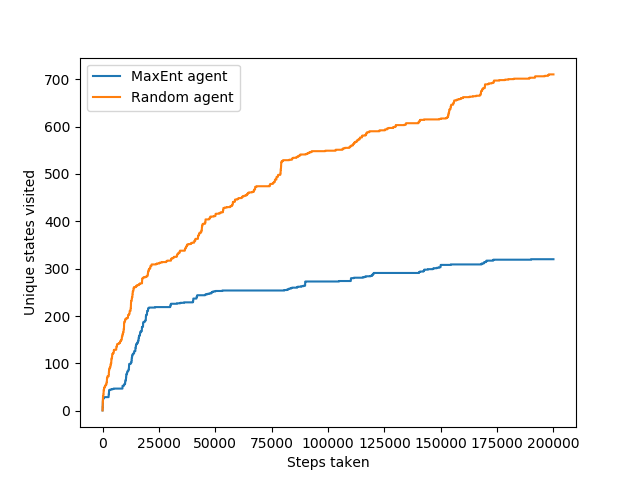 MaxEnt agent
Random agent
700
600
500
400
300
200
100
0
Unique states visited
0 25000 50000 75000 100000 125000 150000 175000 200000
Steps taken